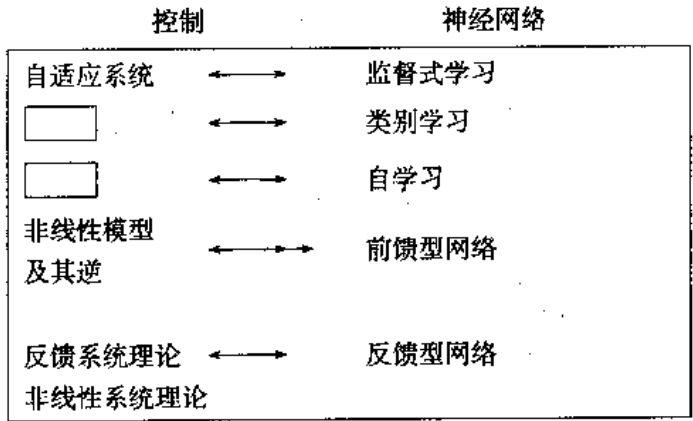 控制 神经网络
自适应系统 监督式学习
类别学习
自学习
非线性模型
及其逆 前馈型网络
反馈系统理论 反馈型网络
非线性系统理论